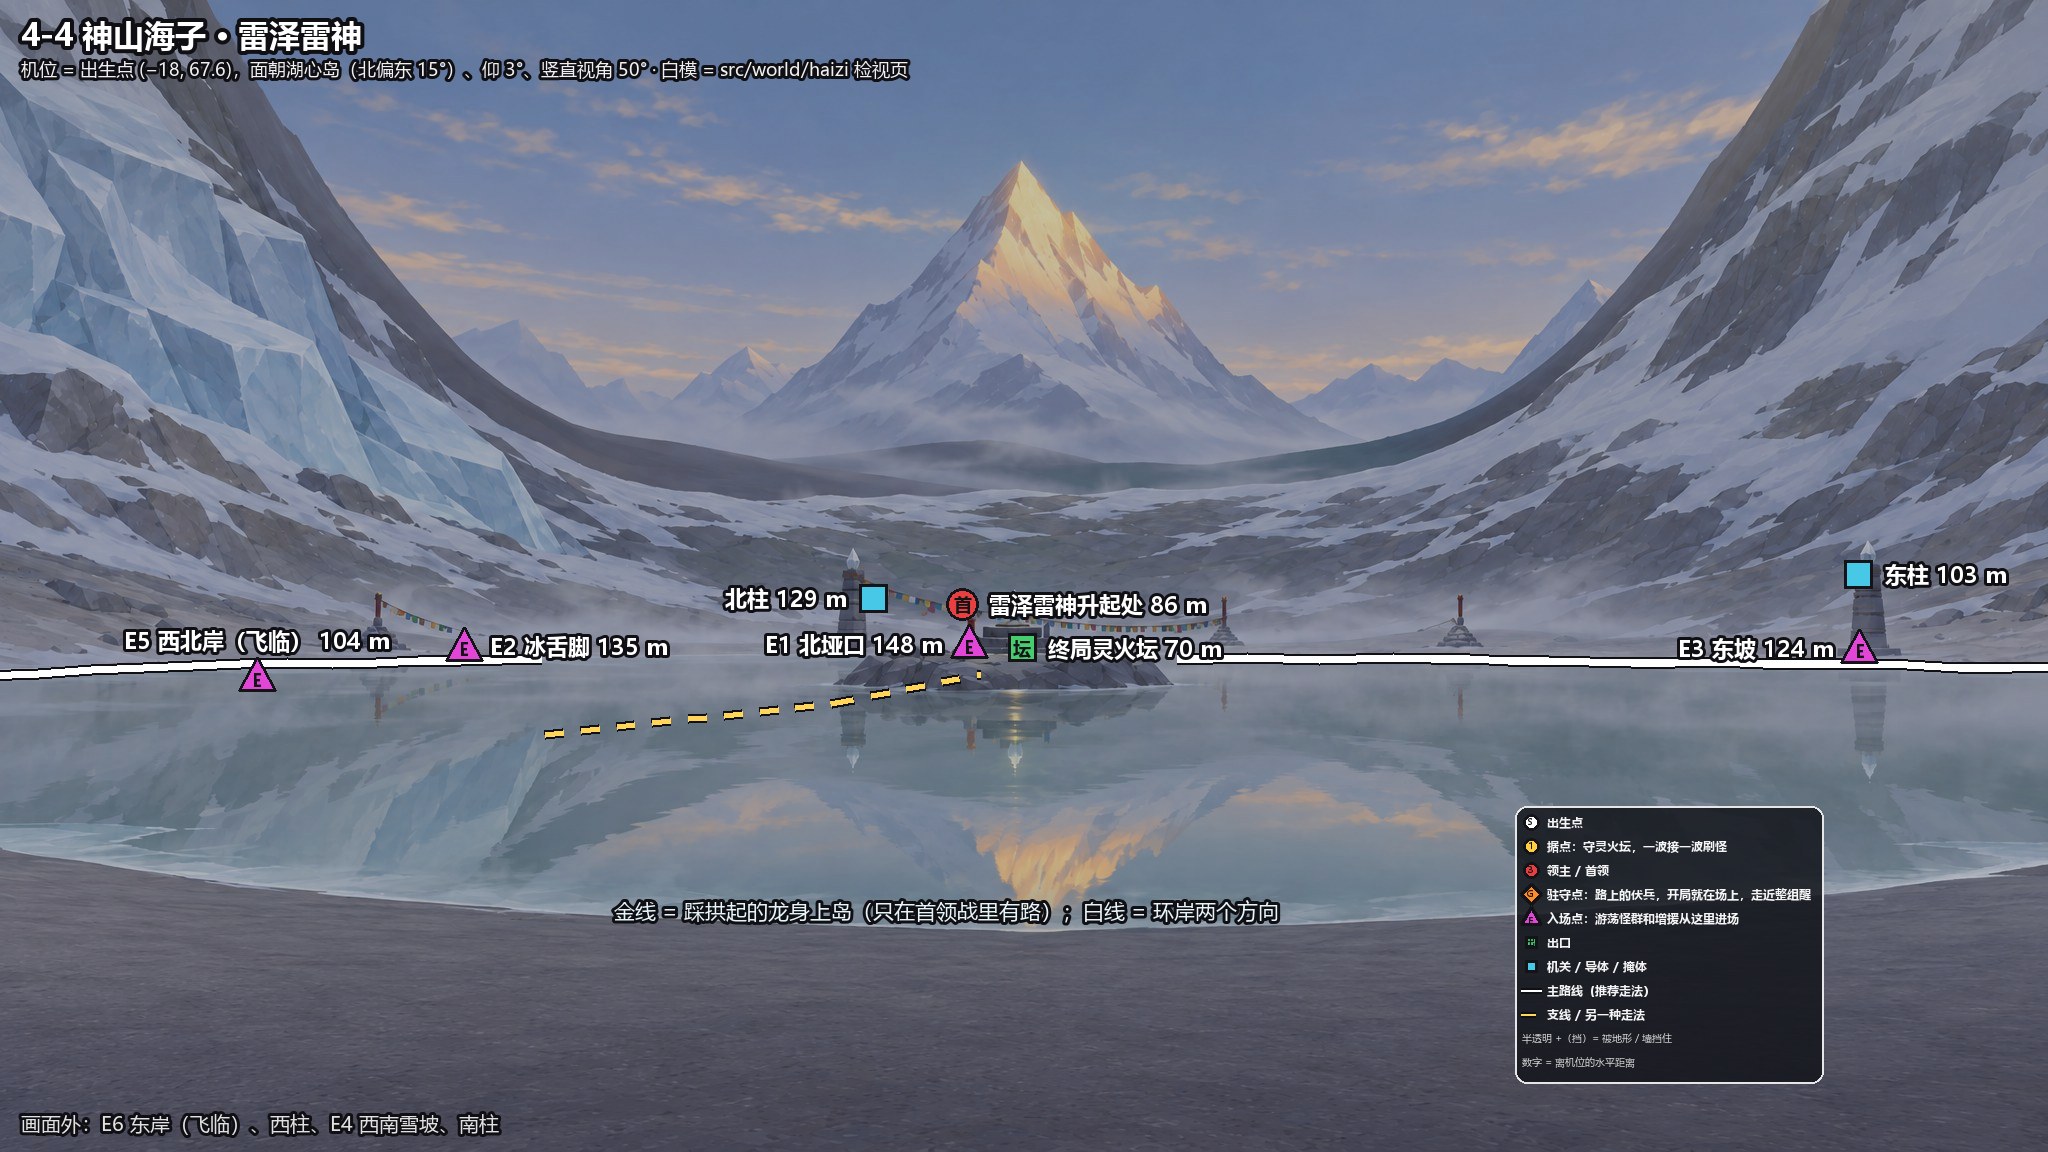 4-4 神山海子·雷泽雷神
机位 = 出生点 (−18, 67.6)，面朝湖心岛（北偏东 15°）、仰 3°、竖直视角 50° · 白模 = src/world/haizi 检视页
北柱 129 m
首
雷泽雷神升起处 86 m
东柱 103 m
E5 西北岸（飞临） 104 m
E
E
E2 冰舌脚 135 m
E1 北垭口 148 m
E
坛
终局灵火坛 70 m
E3 东坡 124 m
E
金线 = 踩拱起的龙身上岛（只在首领战里有路）；白线 = 环岸两个方向
S 出生点
1 据点：守灵火坛，一波接一波刷怪
领主 / 首领
G 驻守点：路上的伏兵，开局就在场上，走近整组醒
E 入场点：游荡怪群和增援从这里进场
出口
机关 / 导体 / 掩体
主路线（推荐走法）
支线 / 另一种走法
半透明 +（挡）= 被地形 / 墙挡住
数字 = 离机位的水平距离
画面外：E6 东岸（飞临）、西柱、E4 西南雪坡、南柱